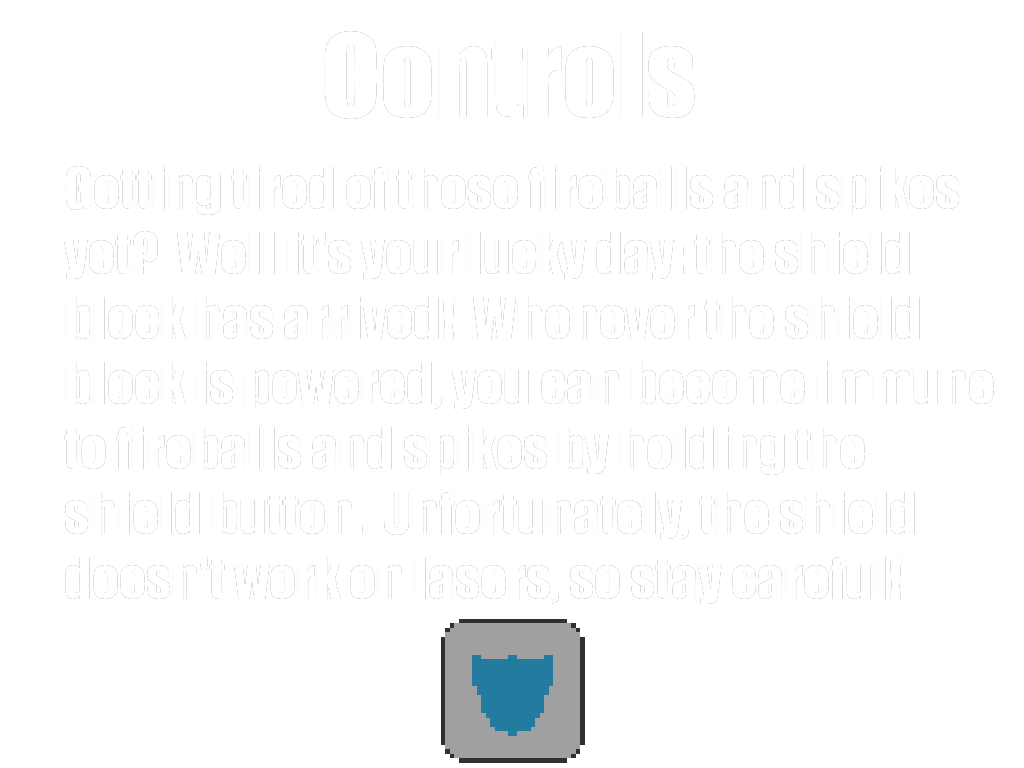 Controls
Getting tired of those fireballs and spikes
yet? Well it's your lucky day: the shield
block has arrived! Whenever the shield
block is powered, you can become immune
to fireballs and spikes by holding the
shield button. Unfortunately, the shield
doesn't work on lasers, so stay careful!